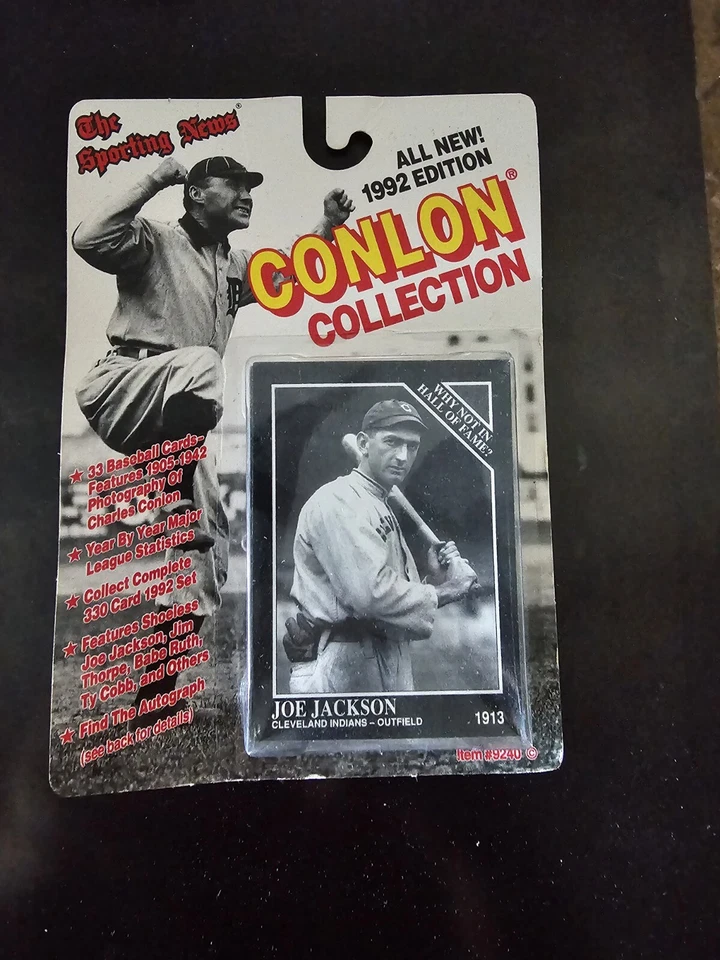 The
Sporting News®
ALL NEW!
1992 EDITION
CONLON®
COLLECTION
WHY NOT IN
HALL OF FAME?
★ 33 Baseball Cards–
Features 1905-1942
Photography Of
Charles Conlon
★ Year By Year Major
League Statistics
★ Collect Complete
330 Card 1992 Set
★ Features Shoeless
Joe Jackson, Jim
Thorpe, Babe Ruth,
Ty Cobb, and Others
★ Find The Autograph
(see back for details)
JOE JACKSON
CLEVELAND INDIANS – OUTFIELD
1913
Item #9240 ©